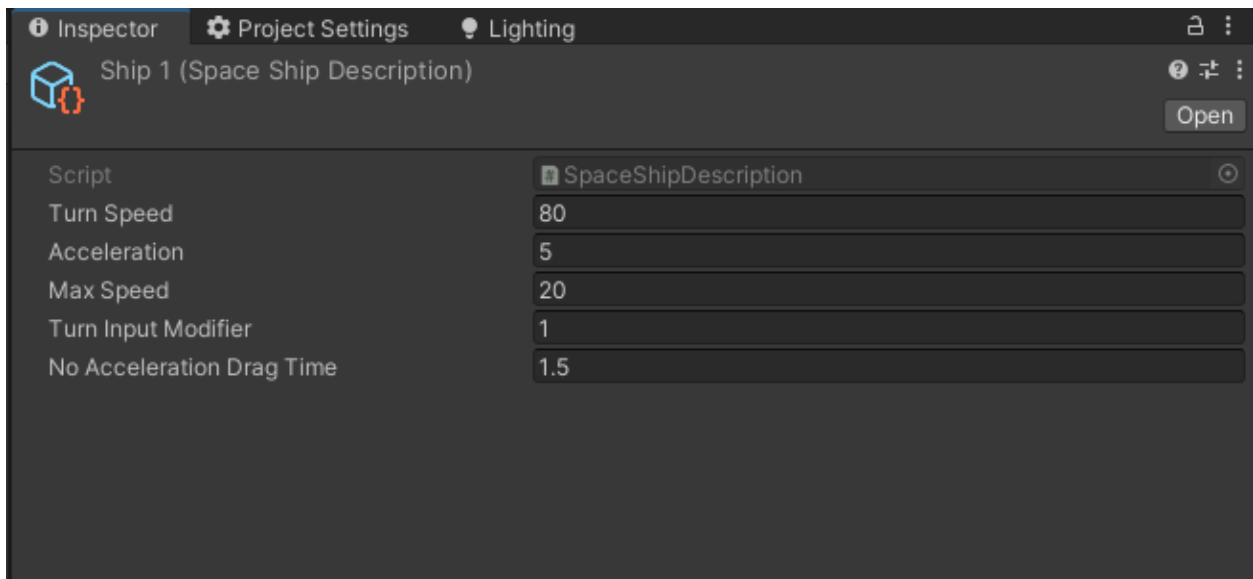 Inspector Project Settings Lighting
Ship 1 (Space Ship Description)
Open
Script SpaceShipDescription
Turn Speed 80
Acceleration 5
Max Speed 20
Turn Input Modifier 1
No Acceleration Drag Time 1.5